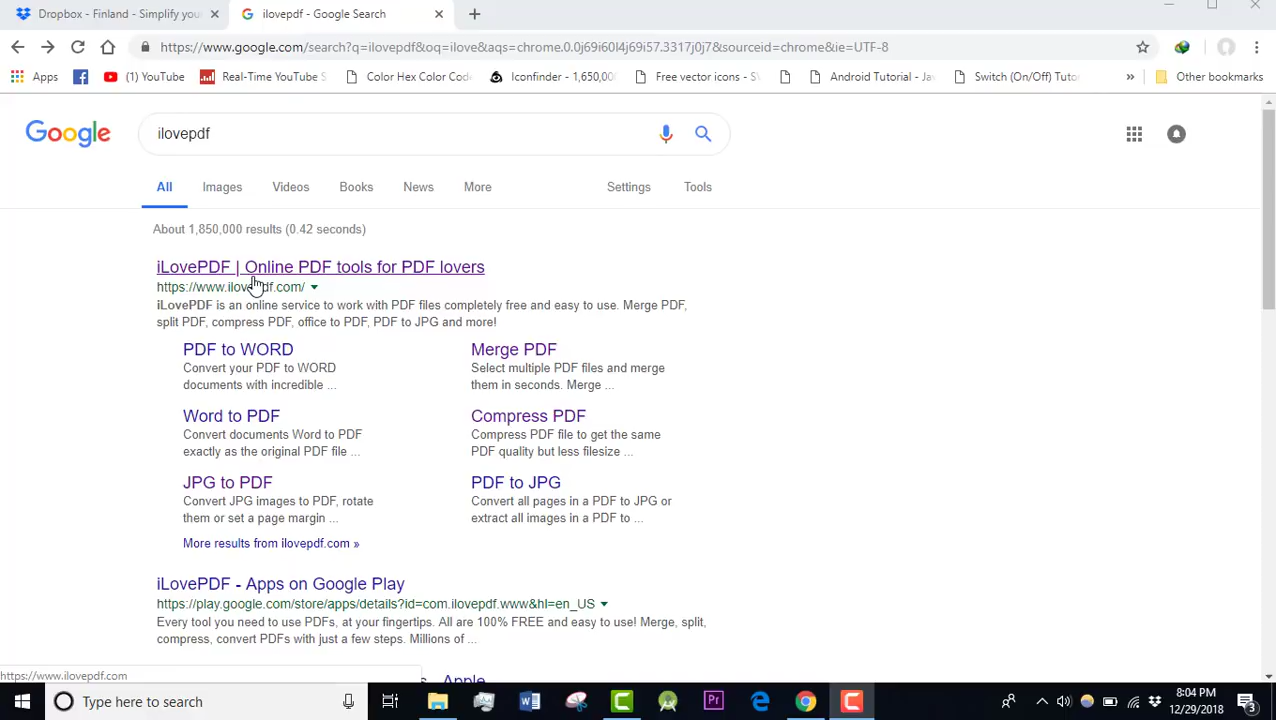 Dropbox - Finland - Simplify your
ilovepdf - Google Search
https://www.google.com/search?q=ilovepdf&oq=ilove&aqs=chrome.0.0j69i60l4j69i57.3317j0j7&sourceid=chrome&ie=UTF-8
Apps
(1) YouTube
Real-Time YouTube S
Color Hex Color Code
Iconfinder - 1,650,00
Free vectors - SV
Android Tutorial - Jav
Switch (On/Off) Tuto
»
Other bookmarks
Google
ilovepdf
All
Images
Videos
Books
News
More
Settings
Tools
About 1,850,000 results (0.42 seconds)
iLovePDF | Online PDF tools for PDF lovers
https://www.ilovepdf.com/
iLovePDF is an online service to work with PDF files completely free and easy to use. Merge PDF,
split PDF, compress PDF, office to PDF, PDF to JPG and more!
PDF to WORD
Convert your PDF to WORD
documents with incredible ...
Merge PDF
Select multiple PDF files and merge
them in seconds. Merge ...
Word to PDF
Convert documents Word to PDF
exactly as the original PDF file ...
Compress PDF
Compress PDF file to get the same
PDF quality but less filesize ...
JPG to PDF
Convert JPG images to PDF, rotate
them or set a page margin ...
PDF to JPG
Convert all pages in a PDF to JPG or
extract all images in a PDF to ...
More results from ilovepdf.com »
iLovePDF - Apps on Google Play
https://play.google.com/store/apps/details?id=com.ilovepdf.www&hl=en_US
Every tool you need to use PDFs, at your fingertips. All are 100% FREE and easy to use! Merge, split,
compress, convert PDFs with just a few steps. Millions of ...
Apple
https://www.ilovepdf.com
Type here to search
Pr
8:04 PM
12/29/2018
3